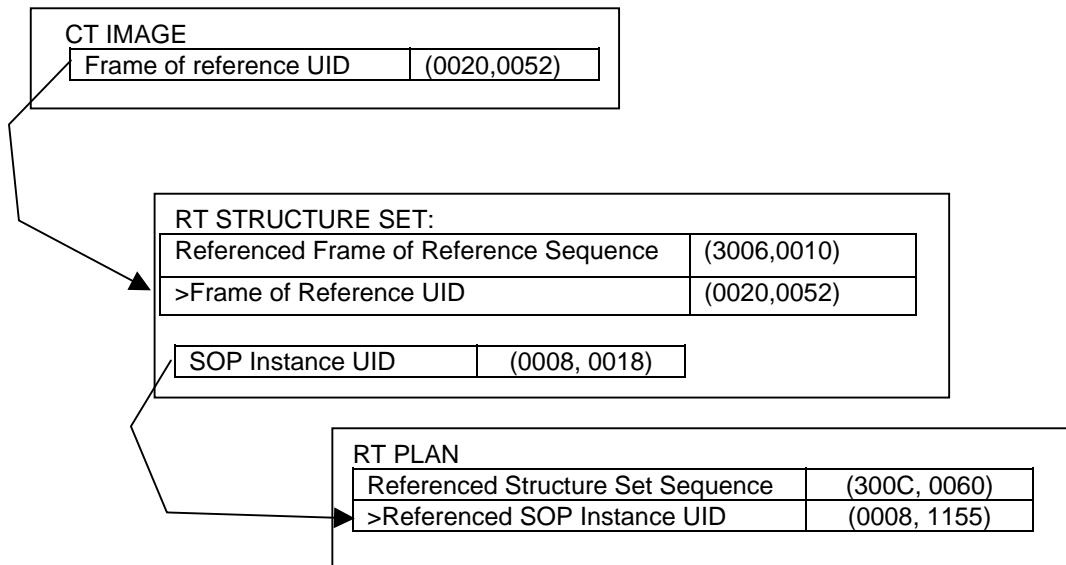 CT IMAGE
Frame of reference UID (0020,0052)
RT STRUCTURE SET:
Referenced Frame of Reference Sequence (3006,0010)
>Frame of Reference UID (0020,0052)
SOP Instance UID (0008, 0018)
RT PLAN
Referenced Structure Set Sequence (300C, 0060)
>Referenced SOP Instance UID (0008, 1155)